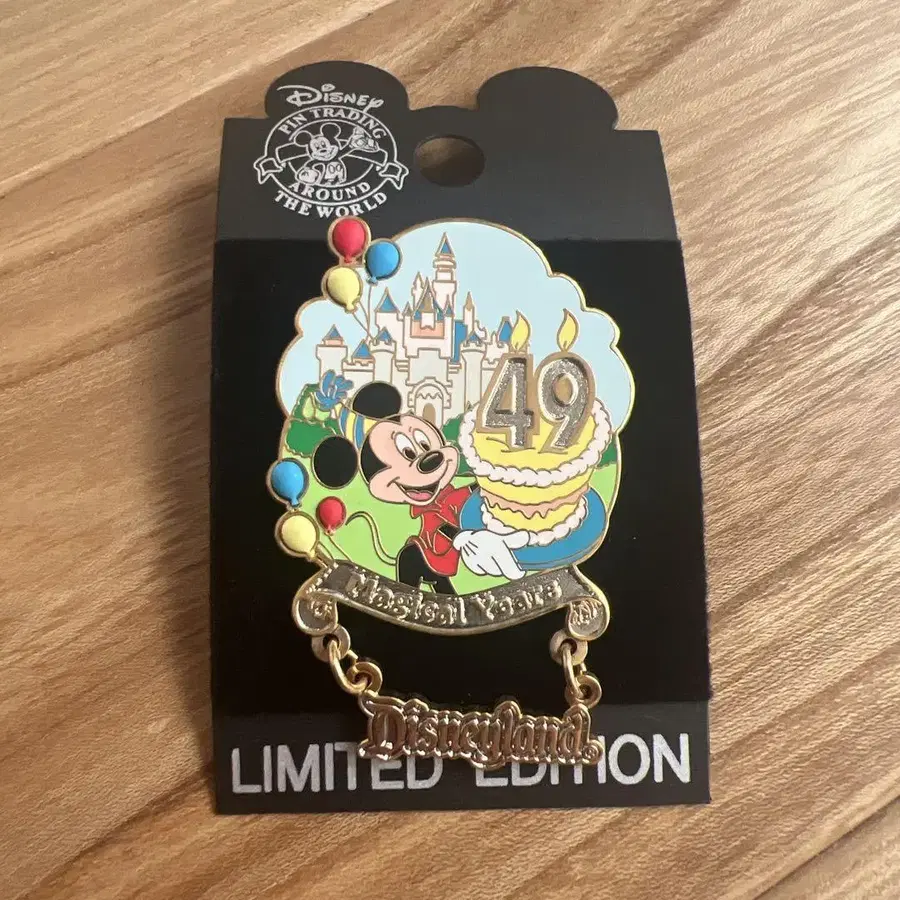 Disney
PIN TRADING
AROUND
THE WORLD
49
Magical Years
Disneyland®
LIMITED EDITION